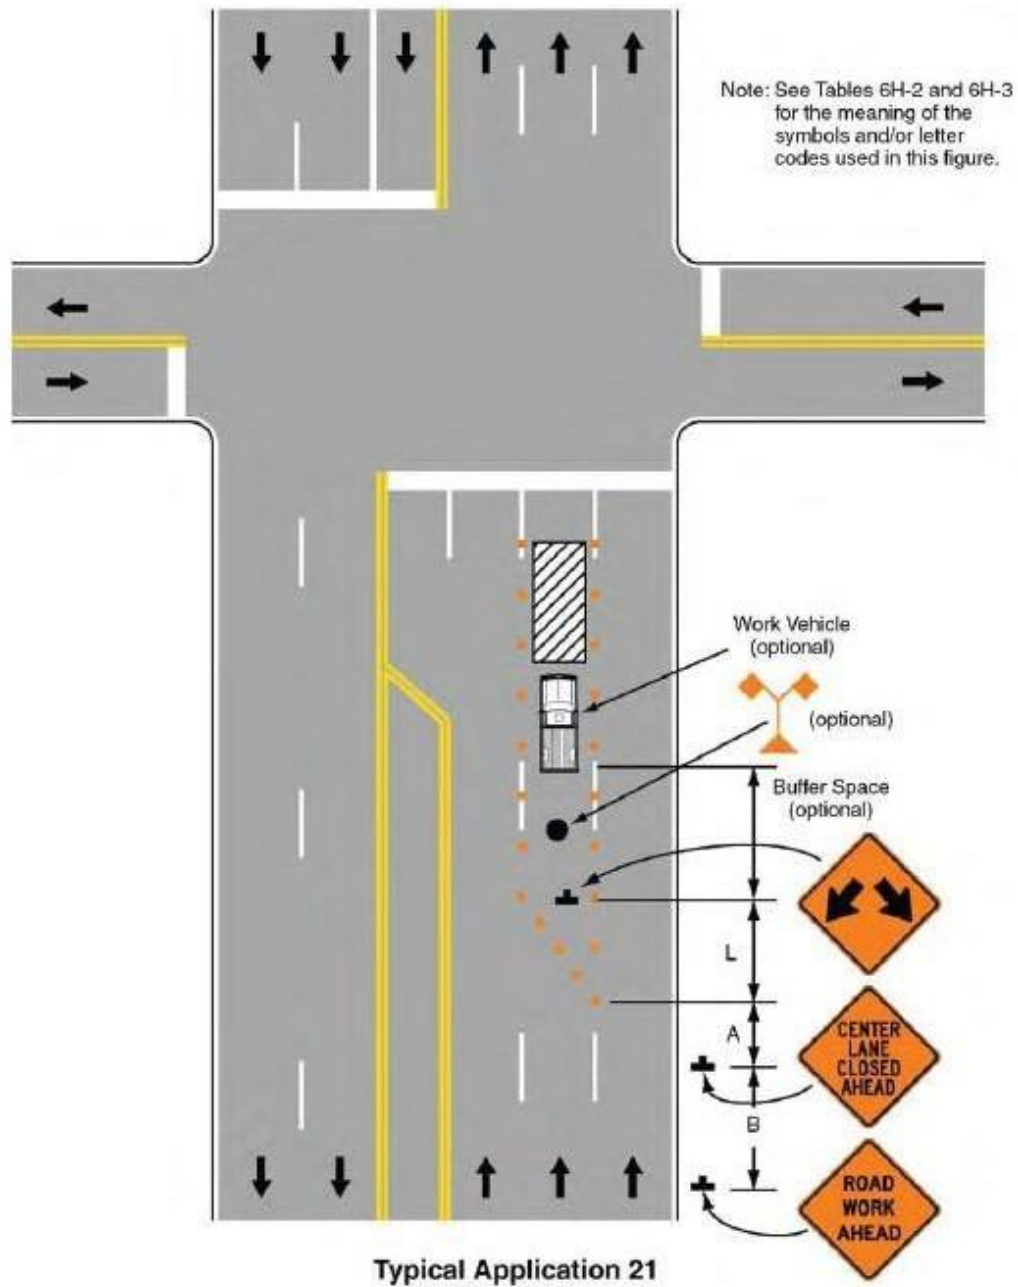 Note: See Tables 6H-2 and 6H-3
for the meaning of the
symbols and/or letter
codes used in this figure.
Work Vehicle
(optional)
(optional)
Buffer Space
(optional)
L
A
CENTER
LANE
CLOSED
AHEAD
B
ROAD
WORK
AHEAD
Typical Application 21